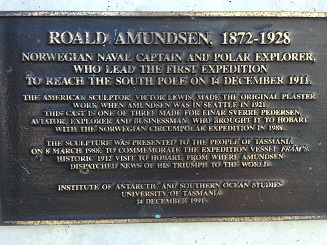 ROALD AMUNDSEN, 1872-1928
NORWEGIAN NAVAL CAPTAIN AND POLAR EXPLORER,
WHO LEAD THE FIRST EXPEDITION
TO REACH THE SOUTH POLE ON 14 DECEMBER 1911.
THE AMERICAN SCULPTOR, VICTOR LEWIS, MADE THE ORIGINAL PLASTER
WORK, WHEN AMUNDSEN WAS IN SEATTLE IN 1921.
THIS CAST IS ONE OF THREE MADE FOR EINAR SVERRE PEDERSEN,
AVIATOR, EXPLORER AND BUSINESSMAN, WHO BROUGHT IT TO HOBART
WITH THE NORWEGIAN CIRCUMPOLAR EXPEDITION IN
THE SCULPTURE WAS PRESENTED TO THE PEOPLE OF TASMANIA
ON 8 MARCH 1988, TO COMMEMORATE THE EXPEDITION VESSEL FRAM'S
HISTORIC 1912 VISIT TO HOBART, FROM WHERE AMUNDSEN
DISPATCHED NEWS OF HIS TRIUMPH TO THE WORLD.
INSTITUTE OF ANTARCTIC AND SOUTHERN OCEAN STUDIES
UNIVERSITY OF TASMANIA
14 DECEMBER 1991